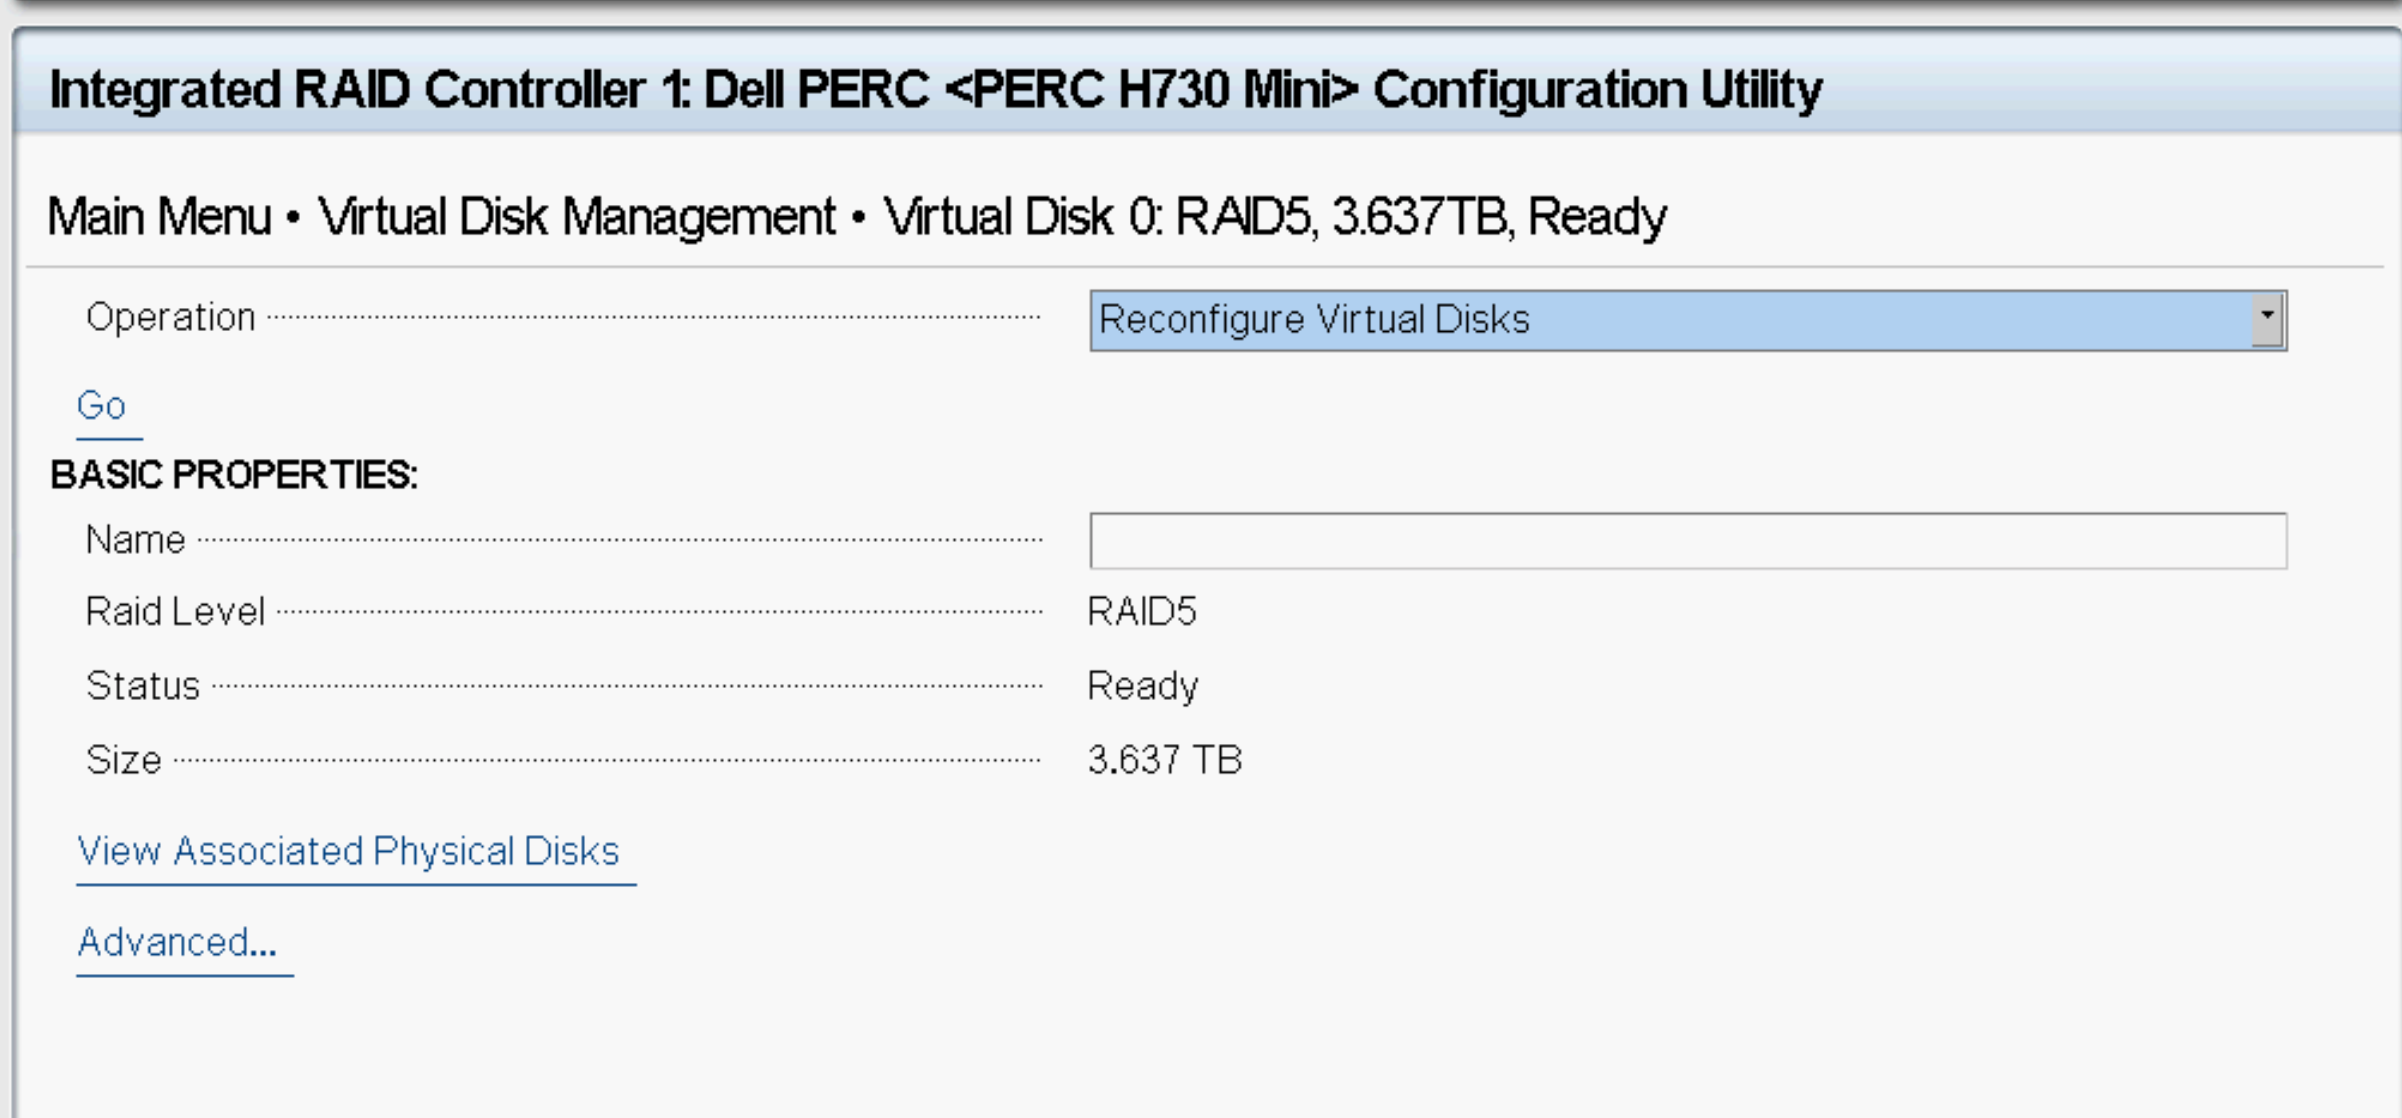 Integrated RAID Controller 1: Dell PERC <PERC H730 Mini> Configuration Utility
Main Menu • Virtual Disk Management • Virtual Disk 0: RAID5, 3.637TB, Ready
Operation Reconfigure Virtual Disks
Go
BASIC PROPERTIES:
Name
Raid Level RAID5
Status Ready
Size 3.637 TB
View Associated Physical Disks
Advanced...